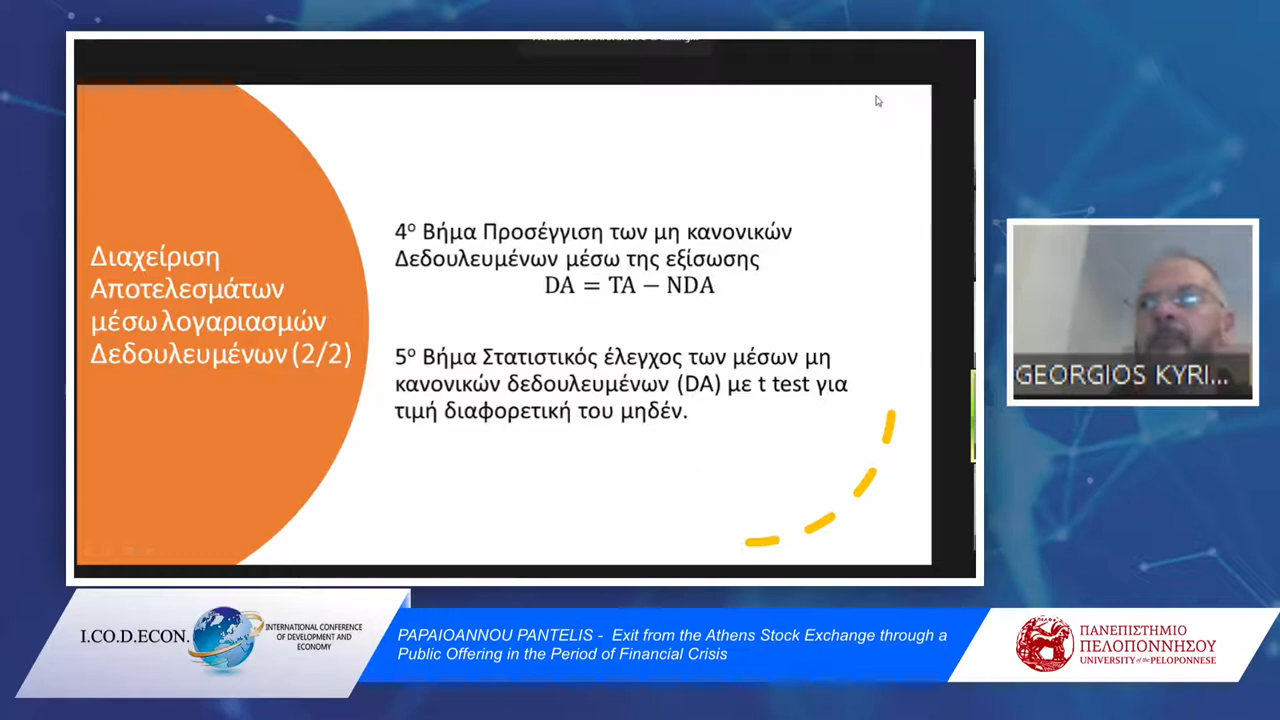 Διαχείριση
Αποτελεσμάτων
μέσω λογαριασμών
Δεδουλευμένων (2/2)
4º Βήμα Προσέγγιση των μη κανονικών
Δεδουλευμένων μέσω της εξίσωσης
DA = TA − NDA
5º Βήμα Στατιστικός έλεγχος των μέσων μη
κανονικών δεδουλευμένων (DA) με t test για
τιμή διαφορετική του μηδέν.
GEORGIOS KYRI...
I.CO.D.ECON.
INTERNATIONAL CONFERENCE
OF DEVELOPMENT AND
ECONOMY
PAPAIOANNOU PANTELIS - Exit from the Athens Stock Exchange through a
Public Offering in the Period of Financial Crisis
ΠΑΝΕΠΙΣΤΗΜΙΟ
ΠΕΛΟΠΟΝΝΗΣΟΥ
UNIVERSITY of the PELOPONNESE